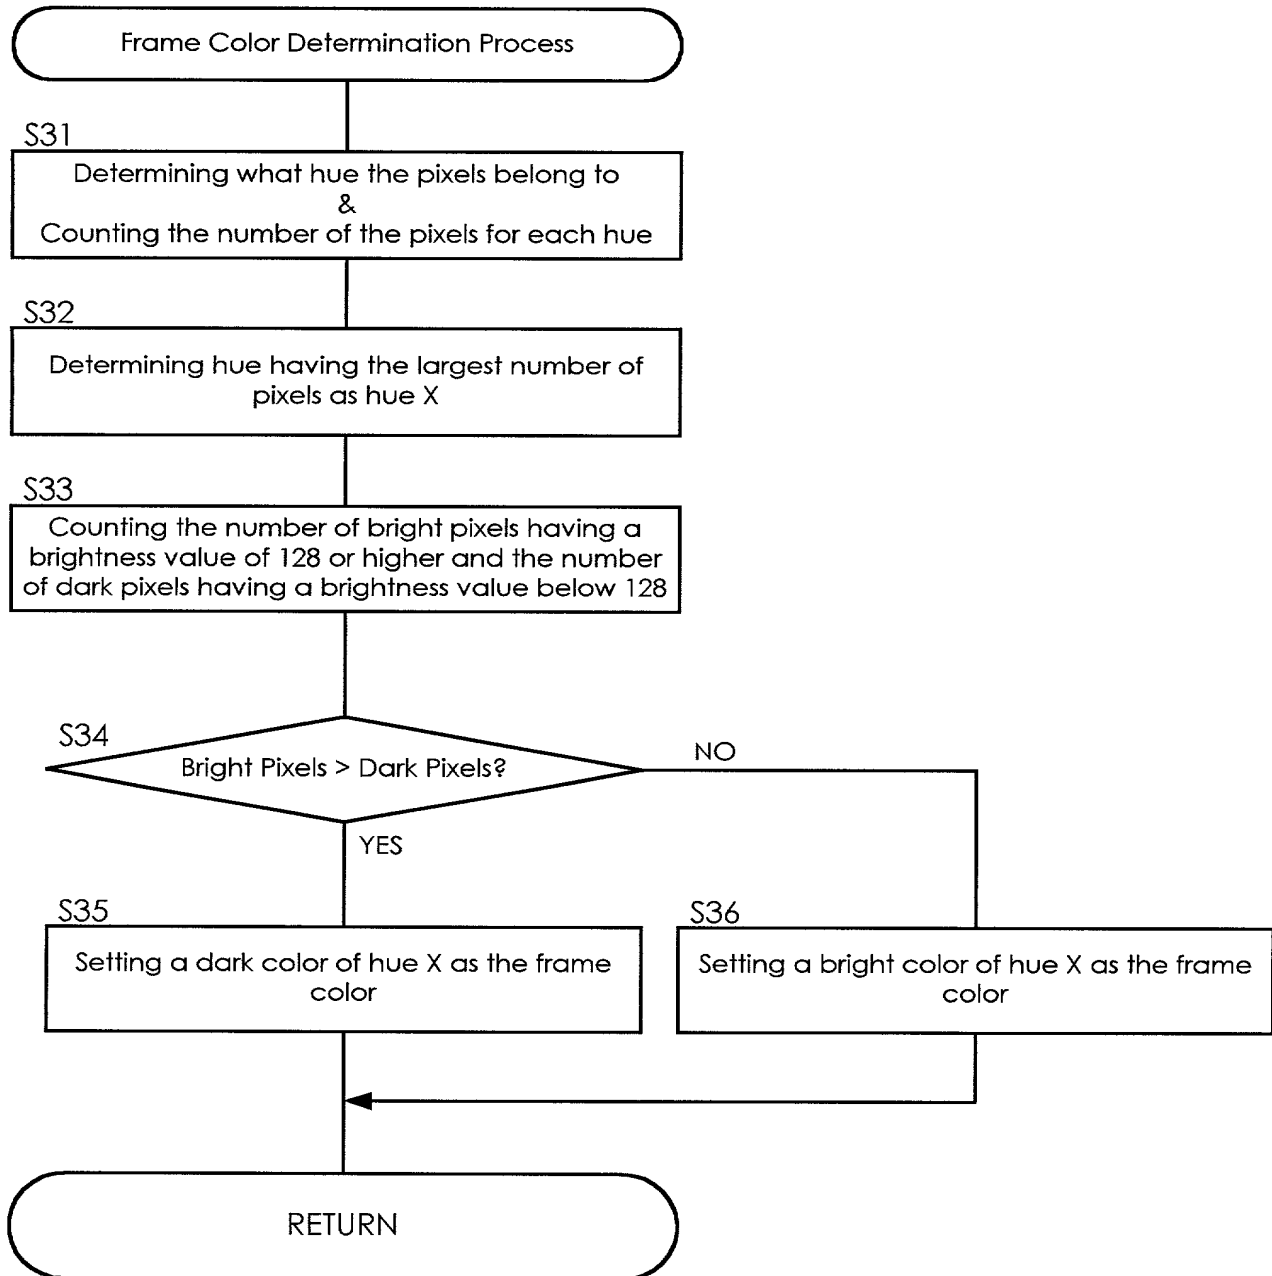 Frame Color Determination Process
S31
Determining what hue the pixels belong to
&
Counting the number of the pixels for each hue
S32
Determining hue having the largest number of
pixels as hue X
S33
Counting the number of bright pixels having a
brightness value of 128 or higher and the number
of dark pixels having a brightness value below 128
S34
Bright Pixels > Dark Pixels?
NO
YES
S35
Setting a dark color of hue X as the frame
color
S36
Setting a bright color of hue X as the frame
color
RETURN